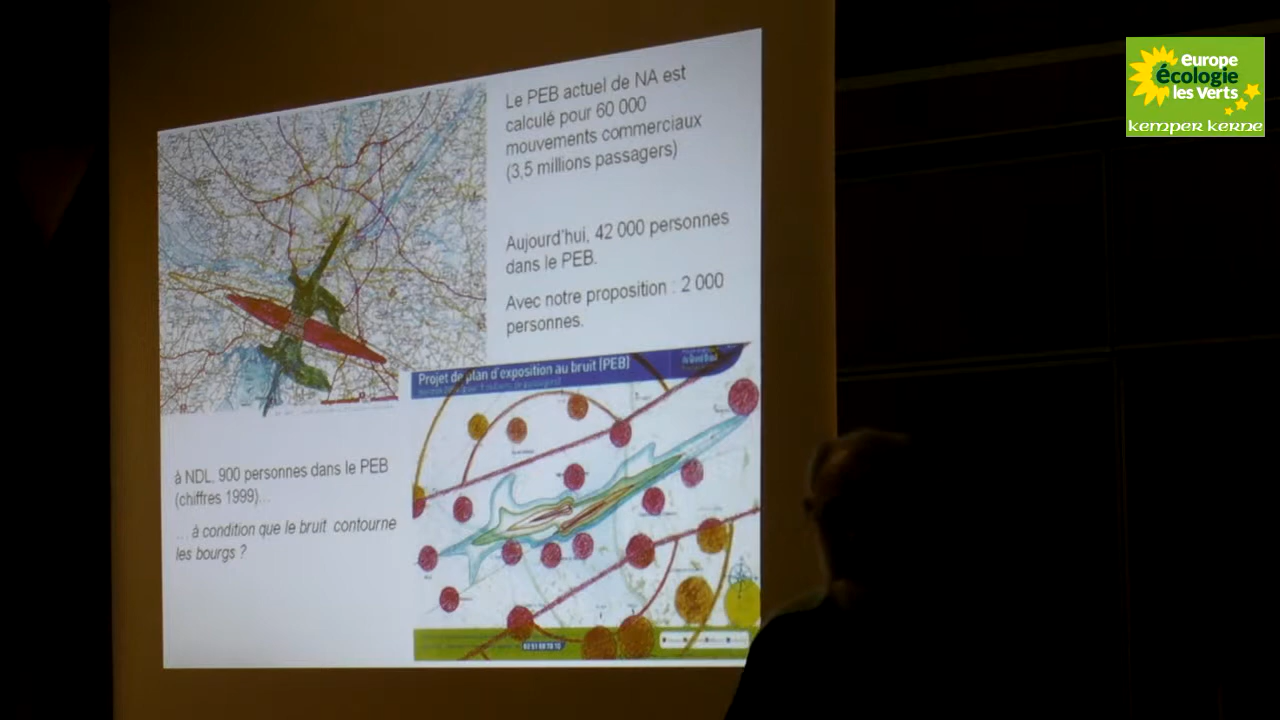 Le PEB actuel de NA est
calculé pour 60 000
mouvements commerciaux
(3,5 millions passagers)
Aujourd'hui, 42 000 personnes
dans le PEB.
Avec notre proposition : 2 000
personnes.
Projet de plan d'exposition au bruit (PEB)
à NDL, 900 personnes dans le PEB
(chiffres 1999)...
... à condition que le bruit contourne
les bourgs ?
europe
écologie
les Verts
kemper kerne